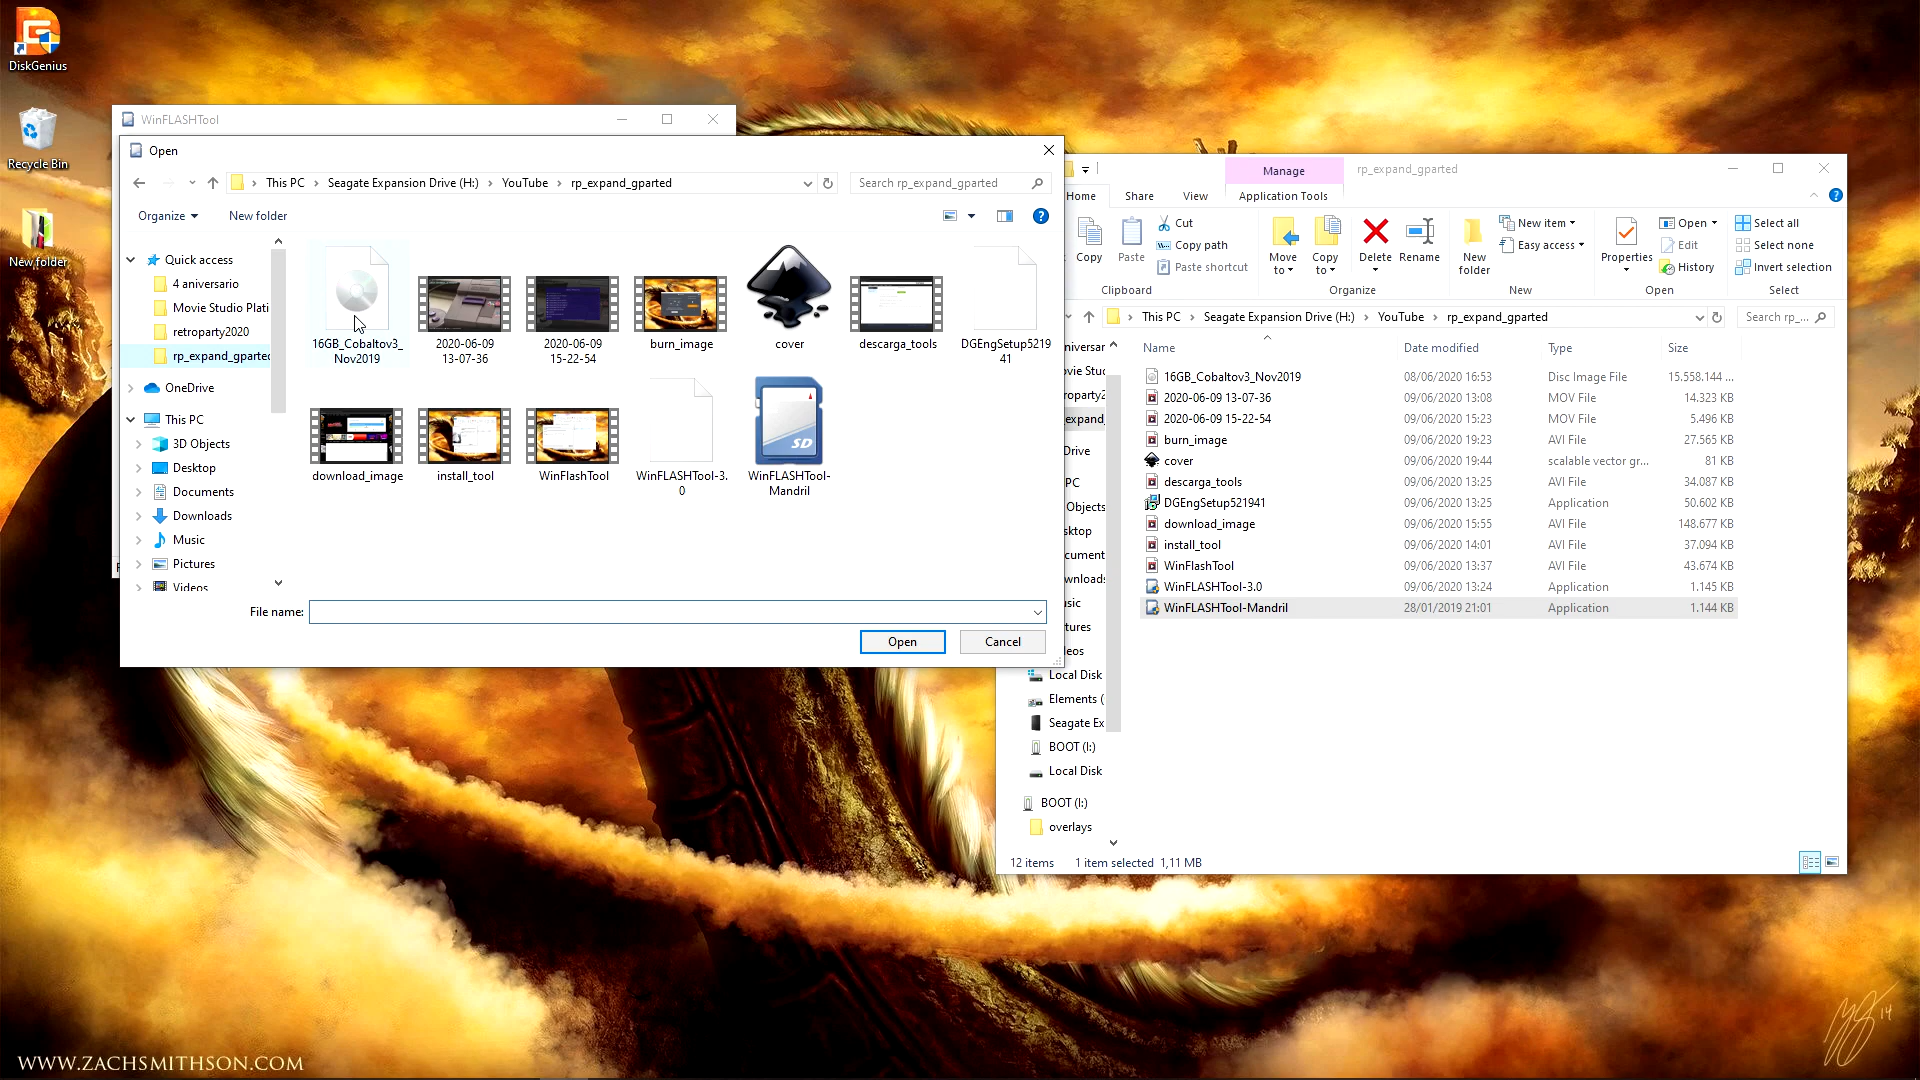 DiskGenius
Recycle Bin
New folder
WinFLASHTool
Open
This PC
Seagate Expansion Drive (H:)
YouTube
rp_expand_gparted
Search rp_expand_gparted
Organize
New folder
Quick access
4 aniversario
Movie Studio Plati
retroparty2020
rp_expand_gparted
OneDrive
This PC
3D Objects
Desktop
Documents
Downloads
Music
Pictures
Videos
16GB_Cobaltov3_
Nov2019
2020-06-09
13-07-36
2020-06-09
15-22-54
burn_image
cover
descarga_tools
DGEngSetup5219
41
download_image
install_tool
WinFlashTool
WinFLASHTool-3.
0
SD
WinFLASHTool-
Mandril
File name:
Open
Cancel
Manage
rp_expand_gparted
Home
Share
View
Application Tools
Copy
Paste
Cut
Copy path
Paste shortcut
Clipboard
Move
to
Copy
to
Delete
Rename
Organize
New
folder
New item
Easy access
New
Properties
Open
Edit
History
Open
Select all
Select none
Invert selection
Select
This PC
Seagate Expansion Drive (H:)
YouTube
rp_expand_gparted
Search rp_...
Name Date modified Type Size
16GB_Cobaltov3_Nov2019 08/06/2020 16:53 Disc Image File 15.558.144 ...
2020-06-09 13-07-36 09/06/2020 13:08 MOV File 14.323 KB
2020-06-09 15-22-54 09/06/2020 15:23 MOV File 5.496 KB
burn_image 09/06/2020 19:23 AVI File 27.565 KB
cover 09/06/2020 19:44 scalable vector gr... 81 KB
descarga_tools 09/06/2020 13:25 AVI File 34.087 KB
DGEngSetup521941 09/06/2020 13:25 Application 50.602 KB
download_image 09/06/2020 15:55 AVI File 148.677 KB
install_tool 09/06/2020 14:01 AVI File 37.094 KB
WinFlashTool 09/06/2020 13:37 AVI File 43.674 KB
WinFLASHTool-3.0 09/06/2020 13:24 Application 1.145 KB
WinFLASHTool-Mandril 28/01/2019 21:01 Application 1.144 KB
niversar
ovie Stuc
roparty2
expand_
Drive
PC
Objects
sktop
cument
wnloads
usic
tures
eos
Local Disk
Elements (
Seagate Ex
BOOT (I:)
Local Disk
BOOT (I:)
overlays
12 items
1 item selected 1,11 MB
14
WWW.ZACHSMITHSON.COM